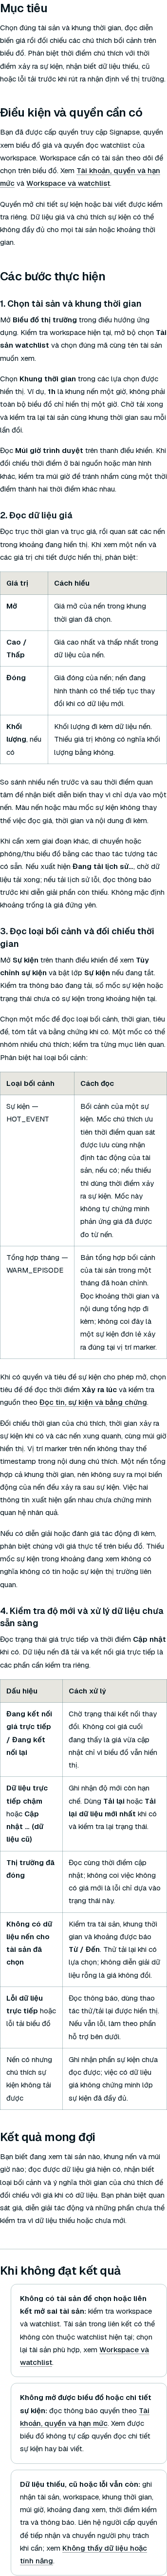 Mục tiêu
Chọn đúng tài sản và khung thời gian, đọc diễn
biến giá rồi đối chiếu các chú thích bối cảnh trên
biểu đồ. Phân biệt thời điểm chú thích với thời
điểm xảy ra sự kiện, nhận biết dữ liệu thiếu, cũ
hoặc lỗi tải trước khi rút ra nhận định về thị trường.
Điều kiện và quyền cần có
Bạn đã được cấp quyền truy cập Signapse, quyền
xem biểu đồ giá và quyền đọc watchlist của
workspace. Workspace cần có tài sản theo dõi để
chọn trên biểu đồ. Xem Tài khoản, quyền và hạn
mức và Workspace và watchlist.
Quyền mở chi tiết sự kiện hoặc bài viết được kiểm
tra riêng. Dữ liệu giá và chú thích sự kiện có thể
không đầy đủ cho mọi tài sản hoặc khoảng thời
gian.
Các bước thực hiện
1. Chọn tài sản và khung thời gian
Mở Biểu đồ thị trường trong điều hướng ứng
dụng. Kiểm tra workspace hiện tại, mở bộ chọn Tài
sản watchlist và chọn đúng mã cùng tên tài sản
muốn xem.
Chọn Khung thời gian trong các lựa chọn được
hiển thị. Ví dụ, 1h là khung nến một giờ, không phải
toàn bộ biểu đồ chỉ hiển thị một giờ. Chờ tải xong
và kiểm tra lại tài sản cùng khung thời gian sau mỗi
lần đổi.
Đọc Múi giờ trình duyệt trên thanh điều khiển. Khi
đối chiếu thời điểm ở bài nguồn hoặc màn hình
khác, kiểm tra múi giờ để tránh nhầm cùng một thời
điểm thành hai thời điểm khác nhau.
2. Đọc dữ liệu giá
Đọc trục thời gian và trục giá, rồi quan sát các nến
trong khoảng đang hiển thị. Khi xem một nến và
các giá trị chi tiết được hiển thị, phân biệt:
Giá trị	Cách hiểu
Mở	Giá mở của nến trong khung
thời gian đã chọn.
Cao /	Giá cao nhất và thấp nhất trong
Thấp	dữ liệu của nến.
Đóng	Giá đóng của nến; nến đang
hình thành có thể tiếp tục thay
đổi khi có dữ liệu mới.
Khối	Khối lượng đi kèm dữ liệu nến.
lượng, nếu	Thiếu giá trị không có nghĩa khối
có	lượng bằng không.
So sánh nhiều nến trước và sau thời điểm quan
tâm để nhận biết diễn biến thay vì chỉ dựa vào một
nến. Màu nến hoặc màu mốc sự kiện không thay
thế việc đọc giá, thời gian và nội dung đi kèm.
Khi cần xem giai đoạn khác, di chuyển hoặc
phóng/thu biểu đồ bằng các thao tác tương tác
có sẵn. Nếu xuất hiện Đang tải lịch sử…, chờ dữ
liệu tải xong; nếu tải lịch sử lỗi, đọc thông báo
trước khi diễn giải phần còn thiếu. Không mặc định
khoảng trống là giá đứng yên.
3. Đọc loại bối cảnh và đối chiếu thời
gian
Mở Sự kiện trên thanh điều khiển để xem Tùy
chỉnh sự kiện và bật lớp Sự kiện nếu đang tắt.
Kiểm tra thông báo đang tải, số mốc sự kiện hoặc
trạng thái chưa có sự kiện trong khoảng hiện tại.
Chọn một mốc để đọc loại bối cảnh, thời gian, tiêu
đề, tóm tắt và bằng chứng khi có. Một mốc có thể
nhóm nhiều chú thích; kiểm tra từng mục liên quan.
Phân biệt hai loại bối cảnh:
Loại bối cảnh	Cách đọc
Sự kiện —	Bối cảnh của một sự
HOT_EVENT	kiện. Mốc chú thích ưu
tiên thời điểm quan sát
được lưu cùng nhận
định tác động của tài
sản, nếu có; nếu thiếu
thì dùng thời điểm xảy
ra sự kiện. Mốc này
không tự chứng minh
phản ứng giá đã được
đo từ nến.
Tổng hợp tháng —	Bản tổng hợp bối cảnh
WARM_EPISODE	của tài sản trong một
tháng đã hoàn chỉnh.
Đọc khoảng thời gian và
nội dung tổng hợp đi
kèm; không coi đây là
một sự kiện đơn lẻ xảy
ra đúng tại vị trí marker.
Khi có quyền và tiêu đề sự kiện cho phép mở, chọn
tiêu đề để đọc thời điểm Xảy ra lúc và kiểm tra
nguồn theo Đọc tin, sự kiện và bằng chứng.
Đối chiếu thời gian của chú thích, thời gian xảy ra
sự kiện khi có và các nến xung quanh, cùng múi giờ
hiển thị. Vị trí marker trên nến không thay thế
timestamp trong nội dung chú thích. Một nến tổng
hợp cả khung thời gian, nên không suy ra mọi biến
động của nến đều xảy ra sau sự kiện. Việc hai
thông tin xuất hiện gần nhau chưa chứng minh
quan hệ nhân quả.
Nếu có diễn giải hoặc đánh giá tác động đi kèm,
phân biệt chúng với giá thực tế trên biểu đồ. Thiếu
mốc sự kiện trong khoảng đang xem không có
nghĩa không có tin hoặc sự kiện thị trường liên
quan.
4. Kiểm tra độ mới và xử lý dữ liệu chưa
sẵn sàng
Đọc trạng thái giá trực tiếp và thời điểm Cập nhật
khi có. Dữ liệu nến đã tải và kết nối giá trực tiếp là
các phần cần kiểm tra riêng.
Dấu hiệu	Cách xử lý
Đang kết nối	Chờ trạng thái kết nối thay
giá trực tiếp	đổi. Không coi giá cuối
/ Đang kết	đang thấy là giá vừa cập
nối lại	nhật chỉ vì biểu đồ vẫn hiển
thị.
Dữ liệu trực	Ghi nhận độ mới còn hạn
tiếp chậm	chế. Dùng Tải lại hoặc Tải
hoặc Cập	lại dữ liệu mới nhất khi có
nhật … (dữ	và kiểm tra lại trạng thái.
liệu cũ)
Thị trường đã	Đọc cùng thời điểm cập
đóng	nhật; không coi việc không
có giá mới là lỗi chỉ dựa vào
trạng thái này.
Không có dữ	Kiểm tra tài sản, khung thời
liệu nến cho	gian và khoảng được báo
tài sản đã	Từ / Đến. Thử tải lại khi có
chọn	lựa chọn; không diễn giải dữ
liệu rỗng là giá không đổi.
Lỗi dữ liệu	Đọc thông báo, dùng thao
trực tiếp hoặc	tác thử/tải lại được hiển thị.
lỗi tải biểu đồ	Nếu vẫn lỗi, làm theo phần
hỗ trợ bên dưới.
Nến có nhưng	Ghi nhận phần sự kiện chưa
chú thích sự	đọc được; việc có dữ liệu
kiện không tải	giá không chứng minh lớp
được	sự kiện đã đầy đủ.
Kết quả mong đợi
Bạn biết đang xem tài sản nào, khung nến và múi
giờ nào; đọc được dữ liệu giá hiện có, nhận biết
loại bối cảnh và ý nghĩa thời gian của chú thích để
đối chiếu với giá khi có dữ liệu. Bạn phân biệt quan
sát giá, diễn giải tác động và những phần chưa thể
kiểm tra vì dữ liệu thiếu hoặc chưa mới.
Khi không đạt kết quả
Không có tài sản để chọn hoặc liên
kết mở sai tài sản: kiểm tra workspace
và watchlist. Tài sản trong liên kết có thể
không còn thuộc watchlist hiện tại; chọn
lại tài sản phù hợp, xem Workspace và
watchlist.
Không mở được biểu đồ hoặc chi tiết
sự kiện: đọc thông báo quyền theo Tài
khoản, quyền và hạn mức. Xem được
biểu đồ không tự cấp quyền đọc chi tiết
sự kiện hay bài viết.
Dữ liệu thiếu, cũ hoặc lỗi vẫn còn: ghi
nhận tài sản, workspace, khung thời gian,
múi giờ, khoảng đang xem, thời điểm kiểm
tra và thông báo. Liên hệ người cấp quyền
để tiếp nhận và chuyển người phụ trách
khi cần; xem Không thấy dữ liệu hoặc
tính năng.